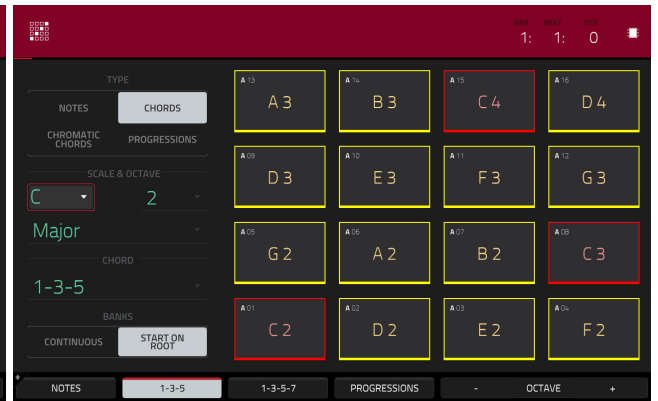 BAR BEAT TICK
1: 1: 0
TYPE
NOTES CHORDS
CHROMATIC CHORDS PROGRESSIONS
SCALE & OCTAVE
C 2
Major
CHORD
1-3-5
BANKS
CONTINUOUS START ON ROOT
A 13 A 14 A 15 A 16
A 3 B 3 C 4 D 4
A 09 A 10 A 11 A 12
D 3 E 3 F 3 G 3
A 05 A 06 A 07 A 08
G 2 A 2 B 2 C 3
A 01 A 02 A 03 A 04
C 2 D 2 E 2 F 2
NOTES 1-3-5 1-3-5-7 PROGRESSIONS - OCTAVE +